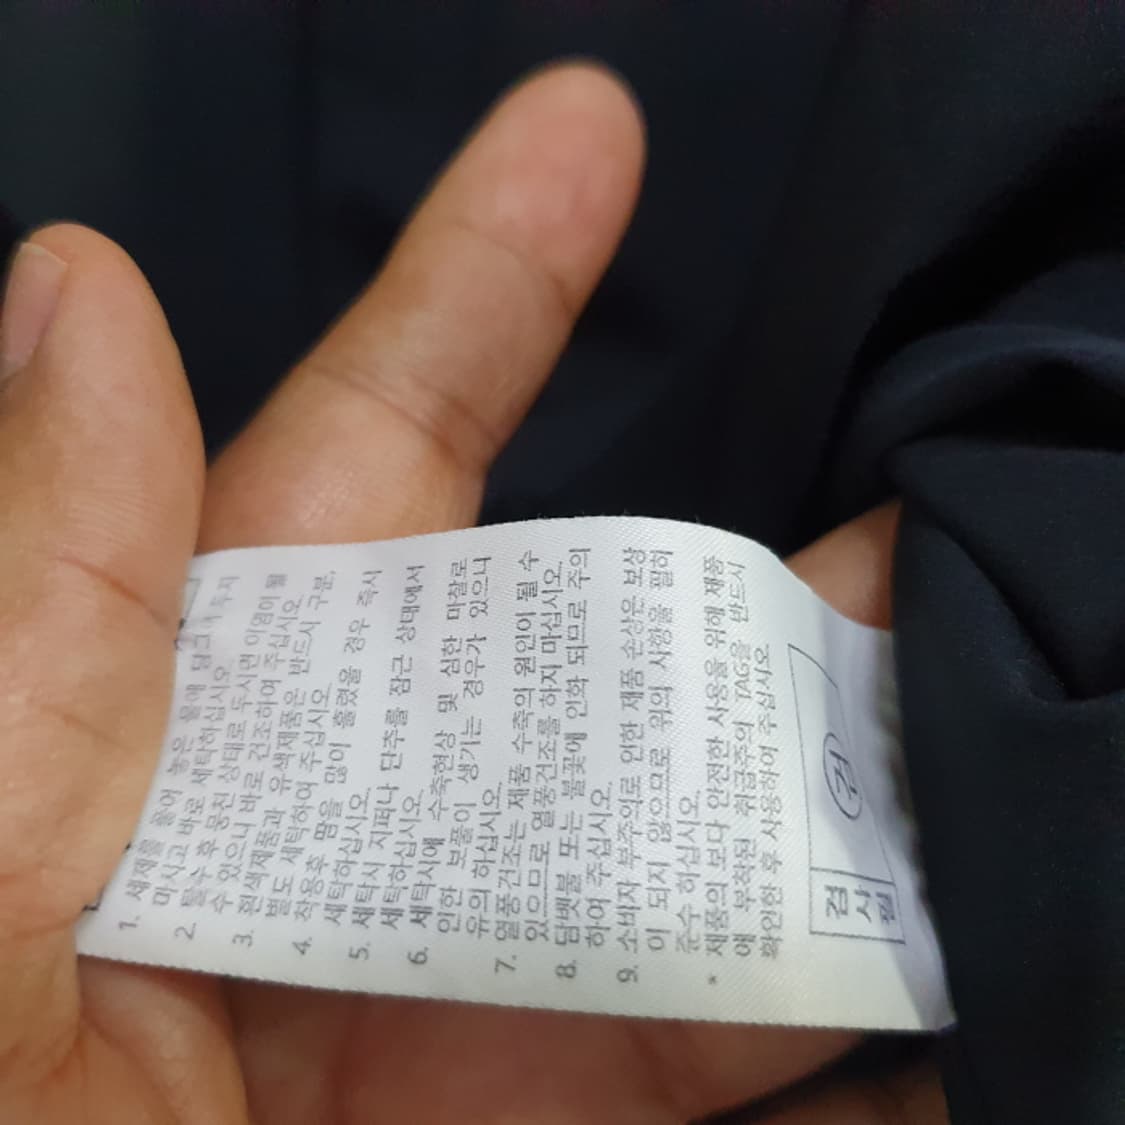 1. 세제를 풀어 놓은 물에 담그지 두지
마시고 바로 세탁하십시오.
2. 탈수 후 뭉친 상태로 두시면 이염이 될
수 있으니 바로 건조하여 주십시오.
3. 흰색제품과 유색제품은 반드시 구분,
별도 세탁하여 주십시오.
4. 착용후 땀을 많이 흘렸을 경우 즉시
세탁하십시오.
5. 세탁시 지퍼나 단추를 잠근 상태에서
세탁하십시오.
6. 세탁시에 수축현상 및 심한 마찰로
인한 보풀이 생기는 경우가 있으니
유의 하십시오.
7. 열풍건조는 제품 수축의 원인이 될 수
있으므로 열풍건조를 하지 마십시오.
8. 담뱃불 또는 불꽃에 인화 되므로 주의
하여 주십시오.
9. 소비자 부주의로 인한 제품 손상은 보상
이 되지 않으므로 위의 사항을 필히
준수 하십시오.
* 제품의 보다 안전한 사용을 위해 제품
에 부착된 취급주의 TAG을 반드시
확인한 후 사용하여 주십시오
검사필 검